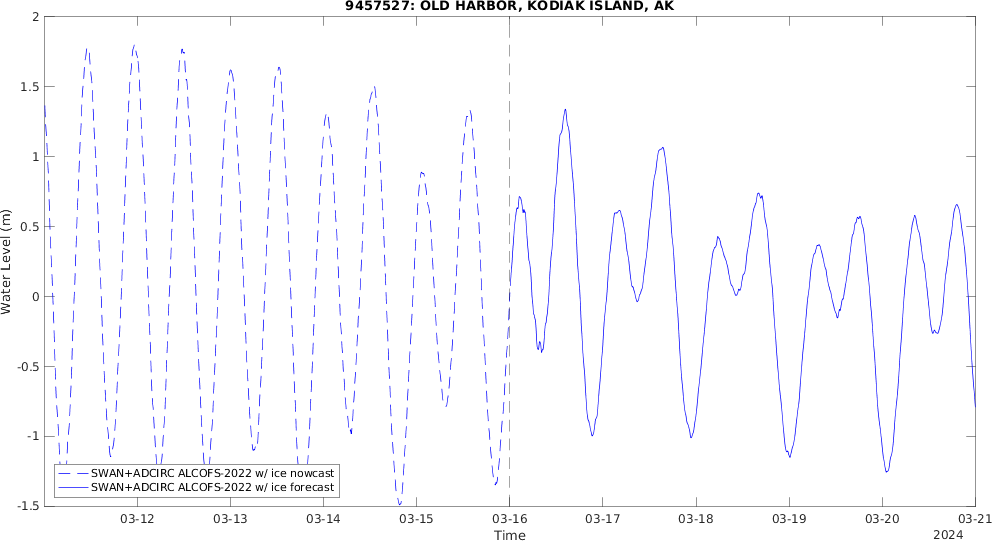 9457527: OLD HARBOR, KODIAK ISLAND, AK
Water Level (m)
2
1.5
1
0.5
0
-0.5
-1
-1.5
SWAN+ADCIRC ALCOFS-2022 w/ ice nowcast
SWAN+ADCIRC ALCOFS-2022 w/ ice forecast
03-12 03-13 03-14 03-15 03-16 03-17 03-18 03-19 03-20 03-21
Time
2024